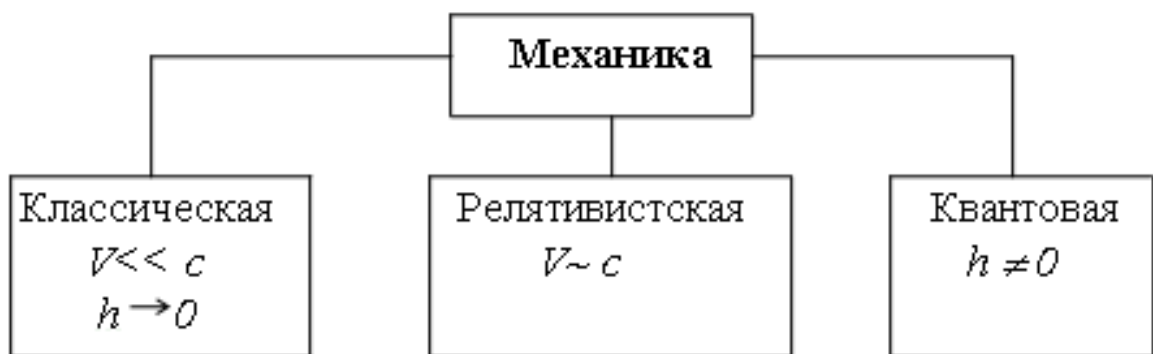 Механика
Классическая
V<< c
h→0
Релятивистская
V~ c
Квантовая
h≠0